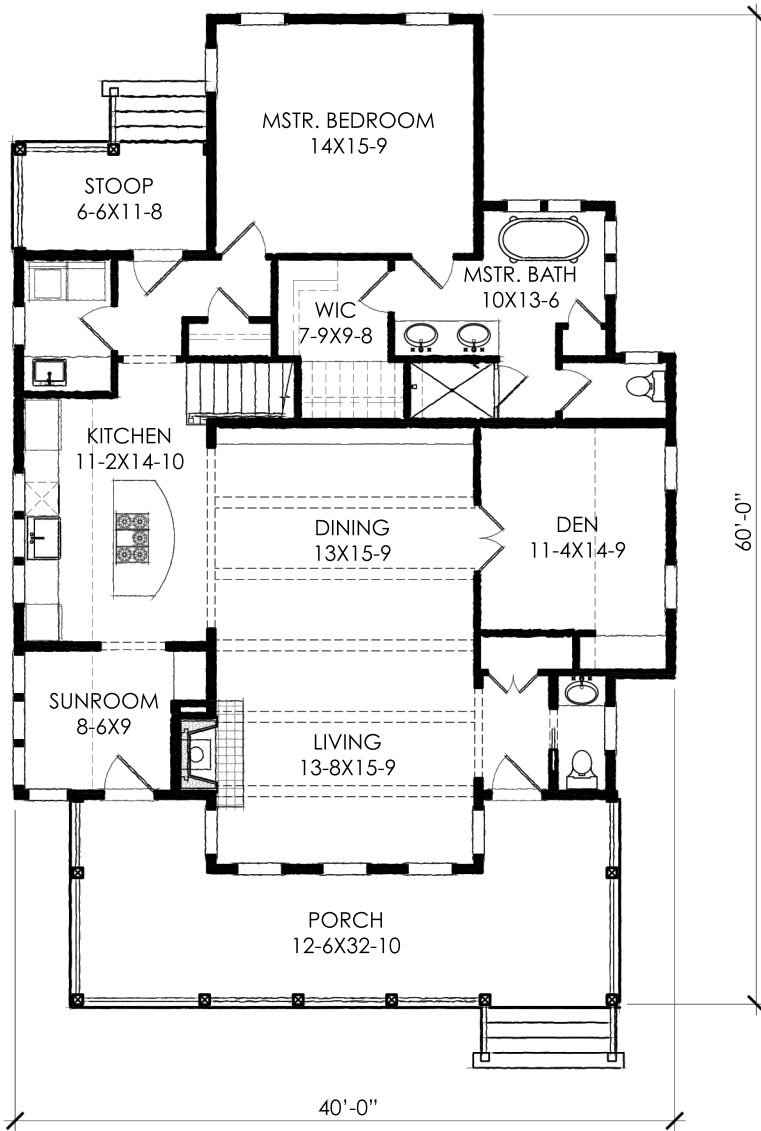 MSTR. BEDROOM
14X15-9
STOOP
6-6X11-8
MSTR. BATH
10X13-6
WIC
7-9X9-8
KITCHEN
11-2X14-10
DINING
13X15-9
DEN
11-4X14-9
60'-0"
SUNROOM
8-6X9
LIVING
13-8X15-9
PORCH
12-6X32-10
40'-0"